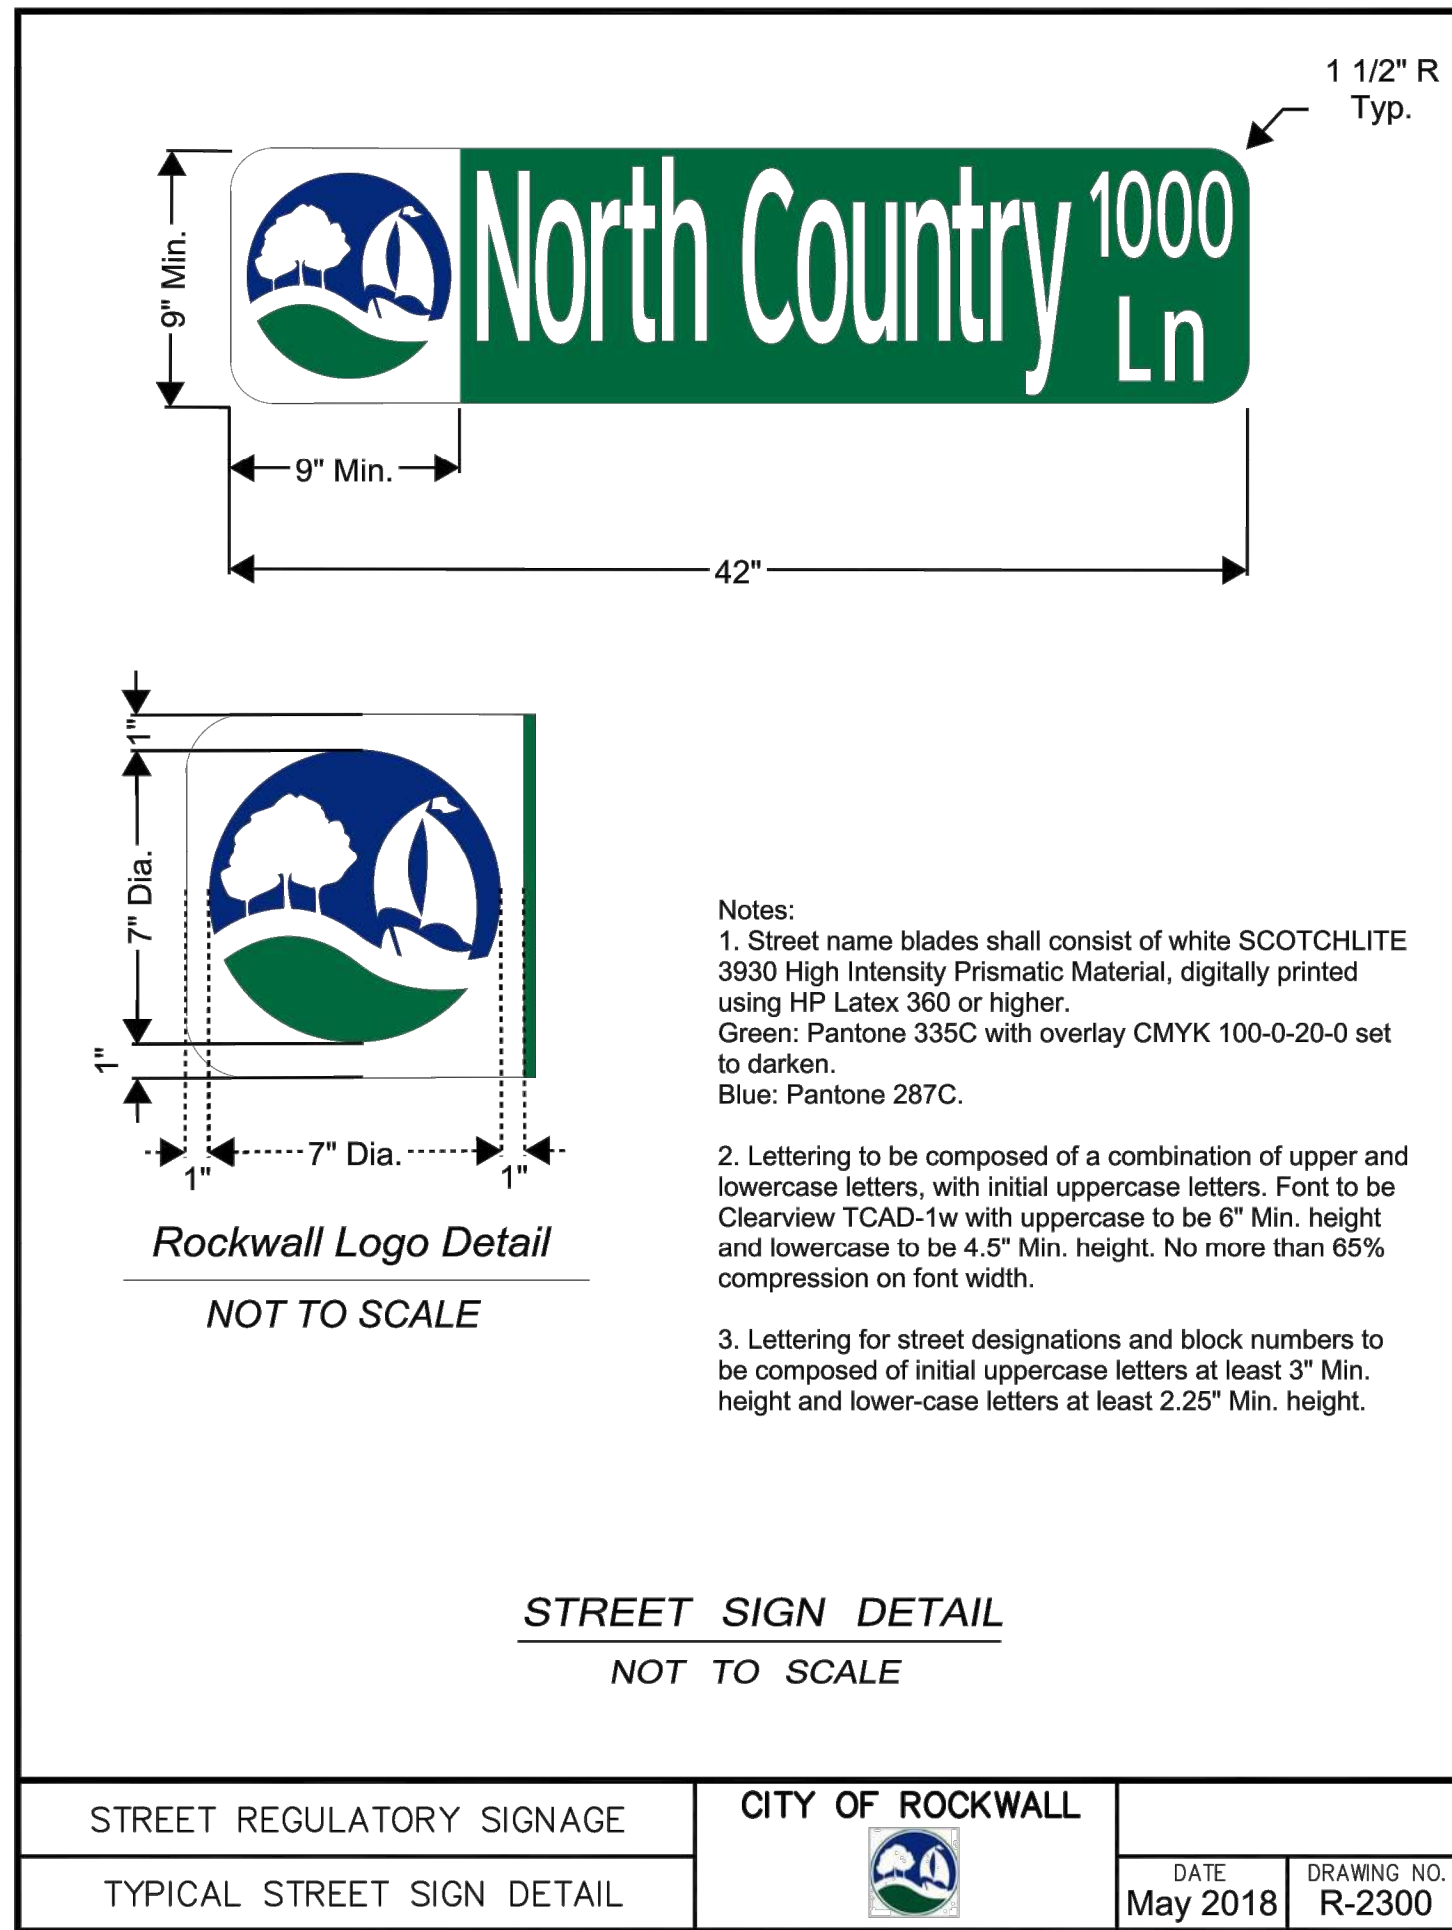 1 1/2" R
Typ.
9" Min.
North Country
1000
Ln
9" Min.
42"
1"
7" Dia.
1"
7" Dia.
1"
1"
Rockwall Logo Detail
NOT TO SCALE
Notes:
1. Street name blades shall consist of white SCOTCHLITE
3930 High Intensity Prismatic Material, digitally printed
using HP Latex 360 or higher.
Green: Pantone 335C with overlay CMYK 100-0-20-0 set
to darken.
Blue: Pantone 287C.
2. Lettering to be composed of a combination of upper and
lowercase letters, with initial uppercase letters. Font to be
Clearview TCAD-1w with uppercase to be 6" Min. height
and lowercase to be 4.5" Min. height. No more than 65%
compression on font width.
3. Lettering for street designations and block numbers to
be composed of initial uppercase letters at least 3" Min.
height and lower-case letters at least 2.25" Min. height.
STREET SIGN DETAIL
NOT TO SCALE
STREET REGULATORY SIGNAGE
TYPICAL STREET SIGN DETAIL
CITY OF ROCKWALL
DATE
May 2018
DRAWING NO.
R-2300